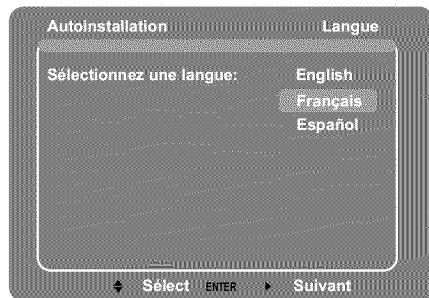 Autoinstallation Langue
Sélectionnez une langue: English
Français
Español
Sélect ENTER Suivant